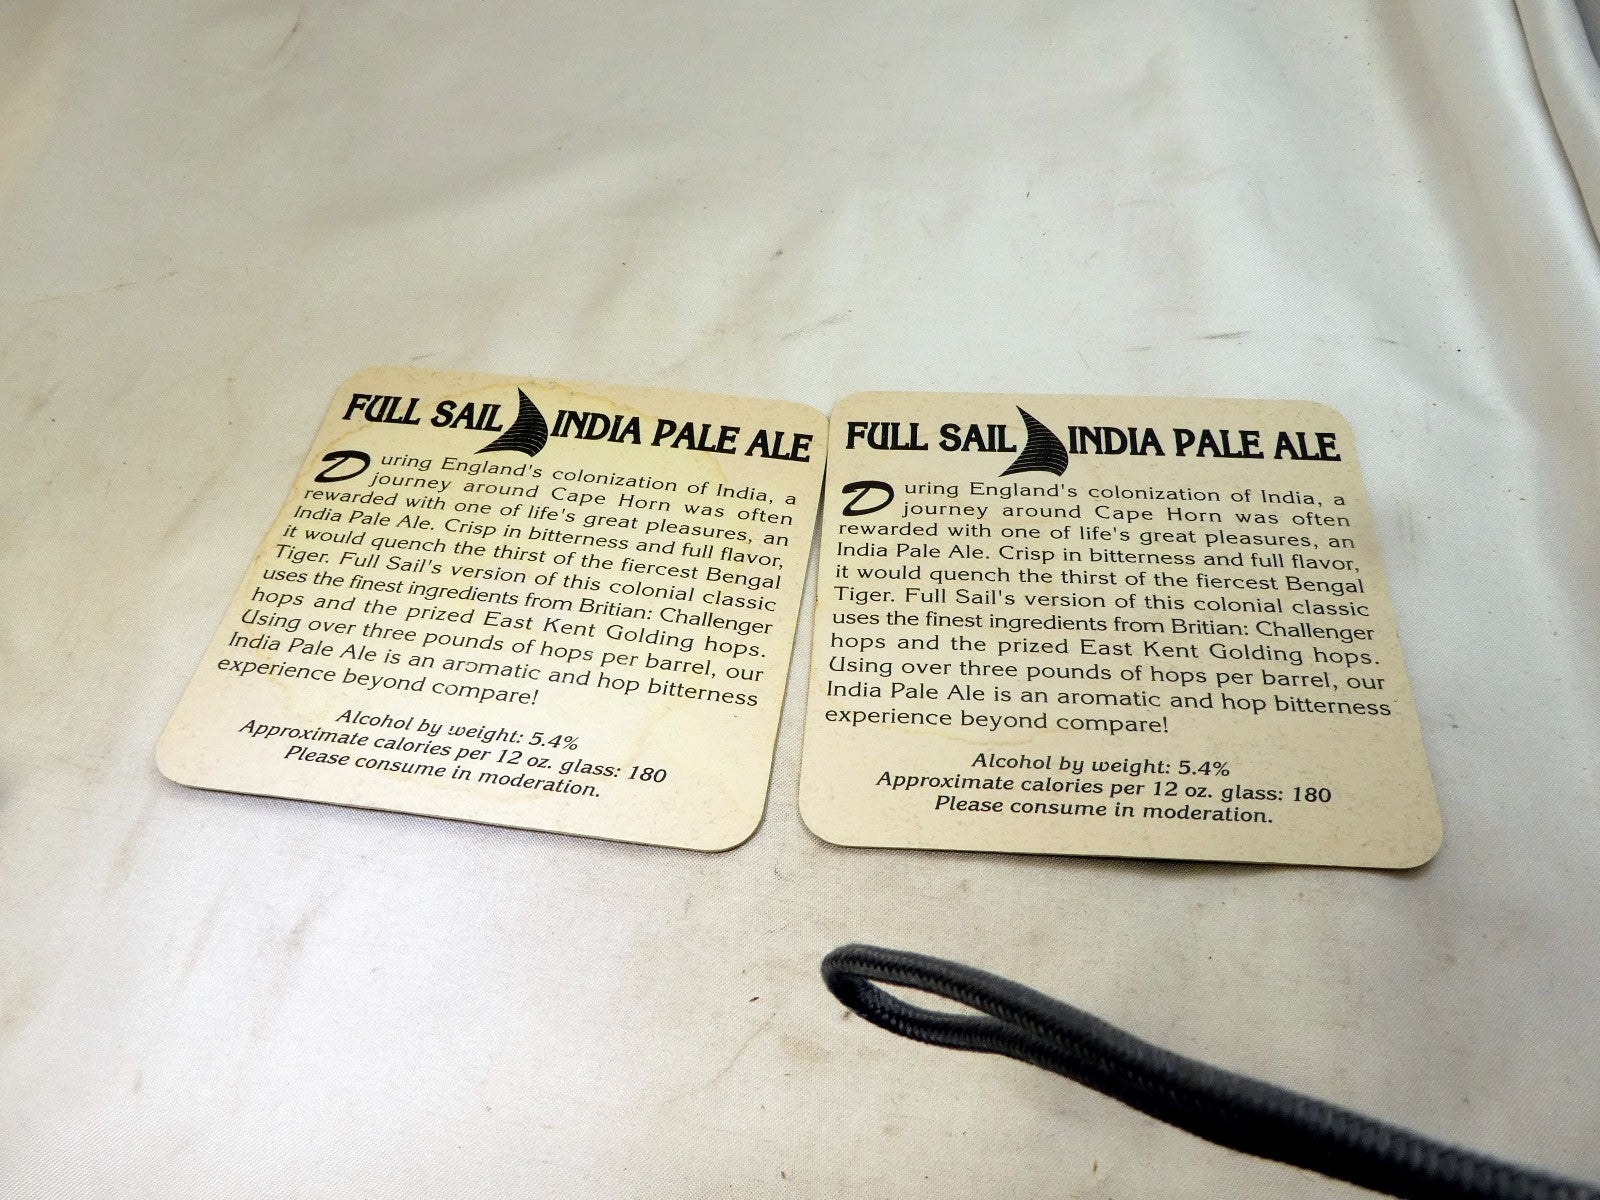 FULL SAIL INDIA PALE ALE
During England's colonization of India, a
journey around Cape Horn was often
rewarded with one of life's great pleasures, an
India Pale Ale. Crisp in bitterness and full flavor,
it would quench the thirst of the fiercest Bengal
Tiger. Full Sail's version of this colonial classic
uses the finest ingredients from Britian: Challenger
hops and the prized East Kent Golding hops.
Using over three pounds of hops per barrel, our
India Pale Ale is an aromatic and hop bitterness
experience beyond compare!
Alcohol by weight: 5.4%
Approximate calories per 12 oz. glass: 180
Please consume in moderation.
FULL SAIL INDIA PALE ALE
During England's colonization of India, a
journey around Cape Horn was often
rewarded with one of life's great pleasures, an
India Pale Ale. Crisp in bitterness and full flavor,
it would quench the thirst of the fiercest Bengal
Tiger. Full Sail's version of this colonial classic
uses the finest ingredients from Britian: Challenger
hops and the prized East Kent Golding hops.
Using over three pounds of hops per barrel, our
India Pale Ale is an aromatic and hop bitterness
experience beyond compare!
Alcohol by weight: 5.4%
Approximate calories per 12 oz. glass: 180
Please consume in moderation.